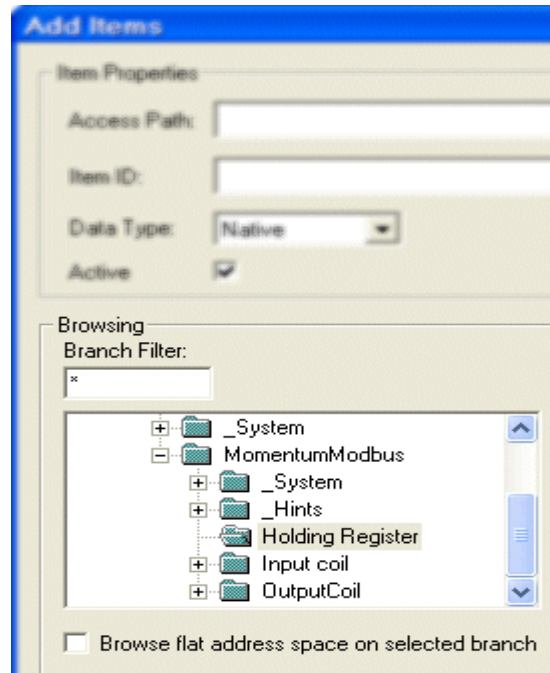 Add Items
Item Properties
Access Path:
Item ID:
Data Type: Native
Active
Browsing
Branch Filter:
*
_System
MomentumModbus
_System
_Hints
Holding Register
Input coil
OutputCoil
Browse flat address space on selected branch